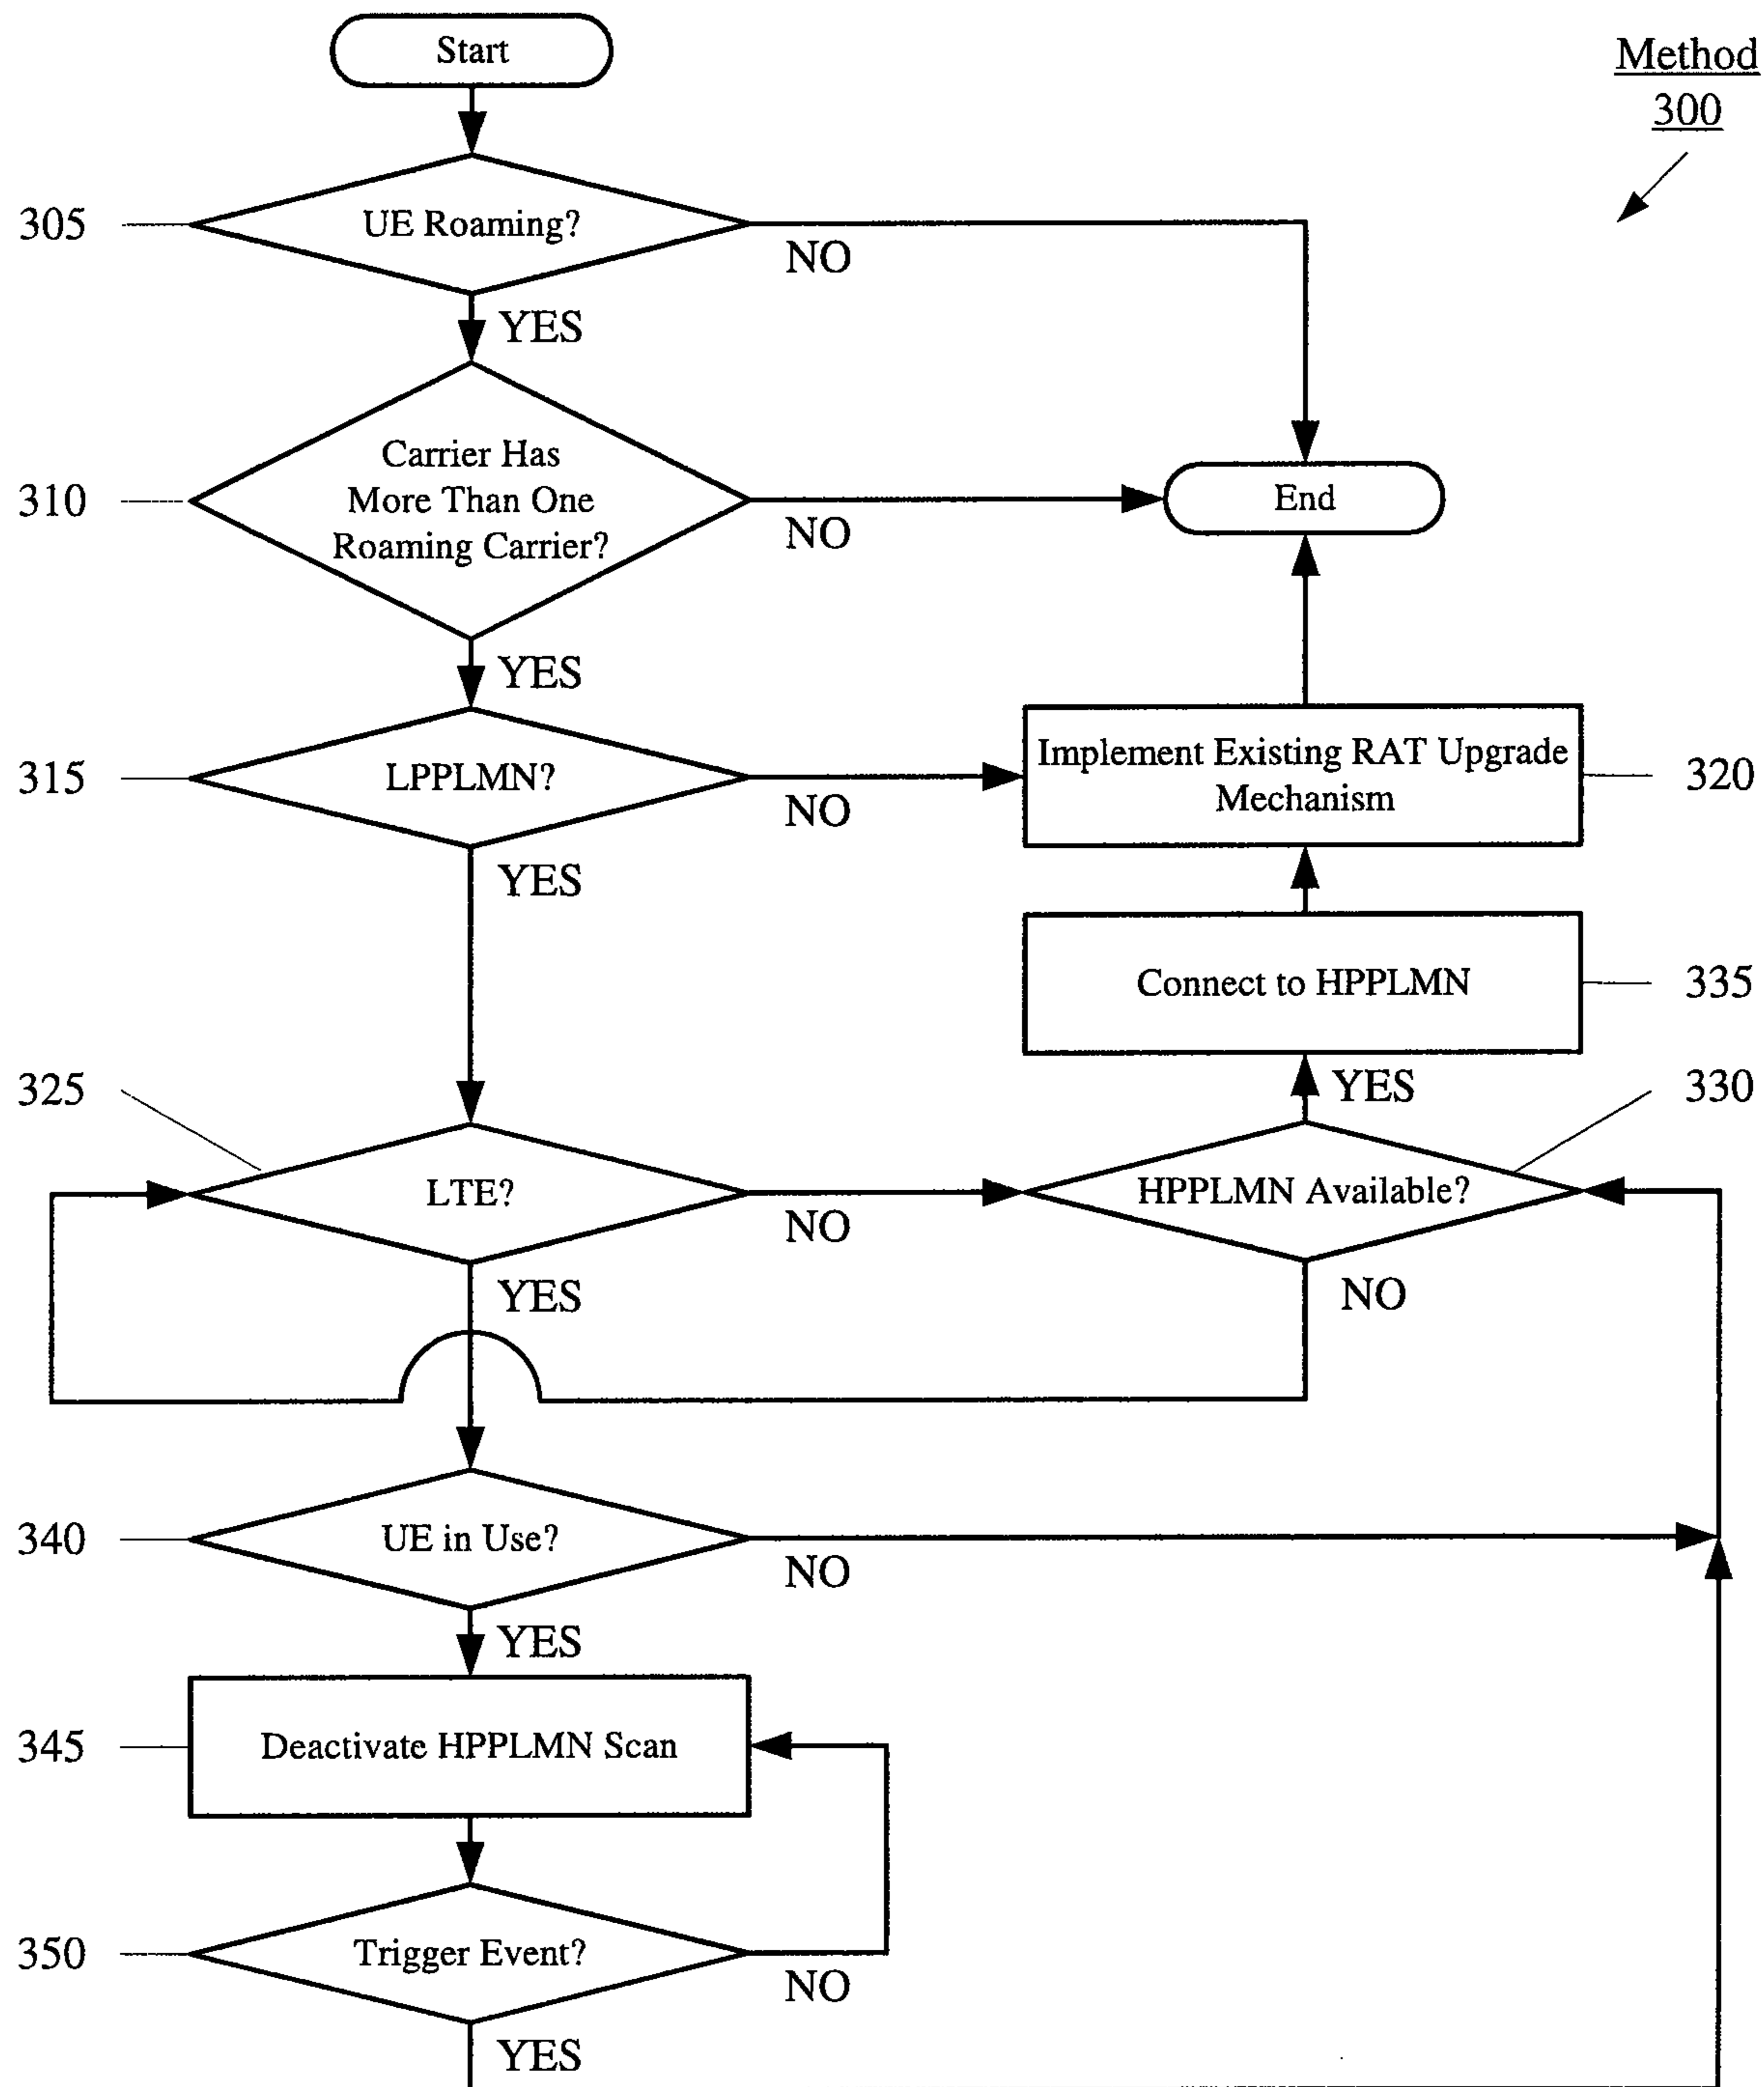 Start
Method
300
305
UE Roaming?
NO
YES
310
Carrier Has
More Than One
Roaming Carrier?
NO
End
YES
315
LPPLMN?
NO
Implement Existing RAT Upgrade
Mechanism
320
YES
Connect to HPPLMN
335
325
YES
330
LTE?
NO
HPPLMN Available?
YES
NO
340
UE in Use?
NO
YES
345
Deactivate HPPLMN Scan
350
Trigger Event?
NO
YES